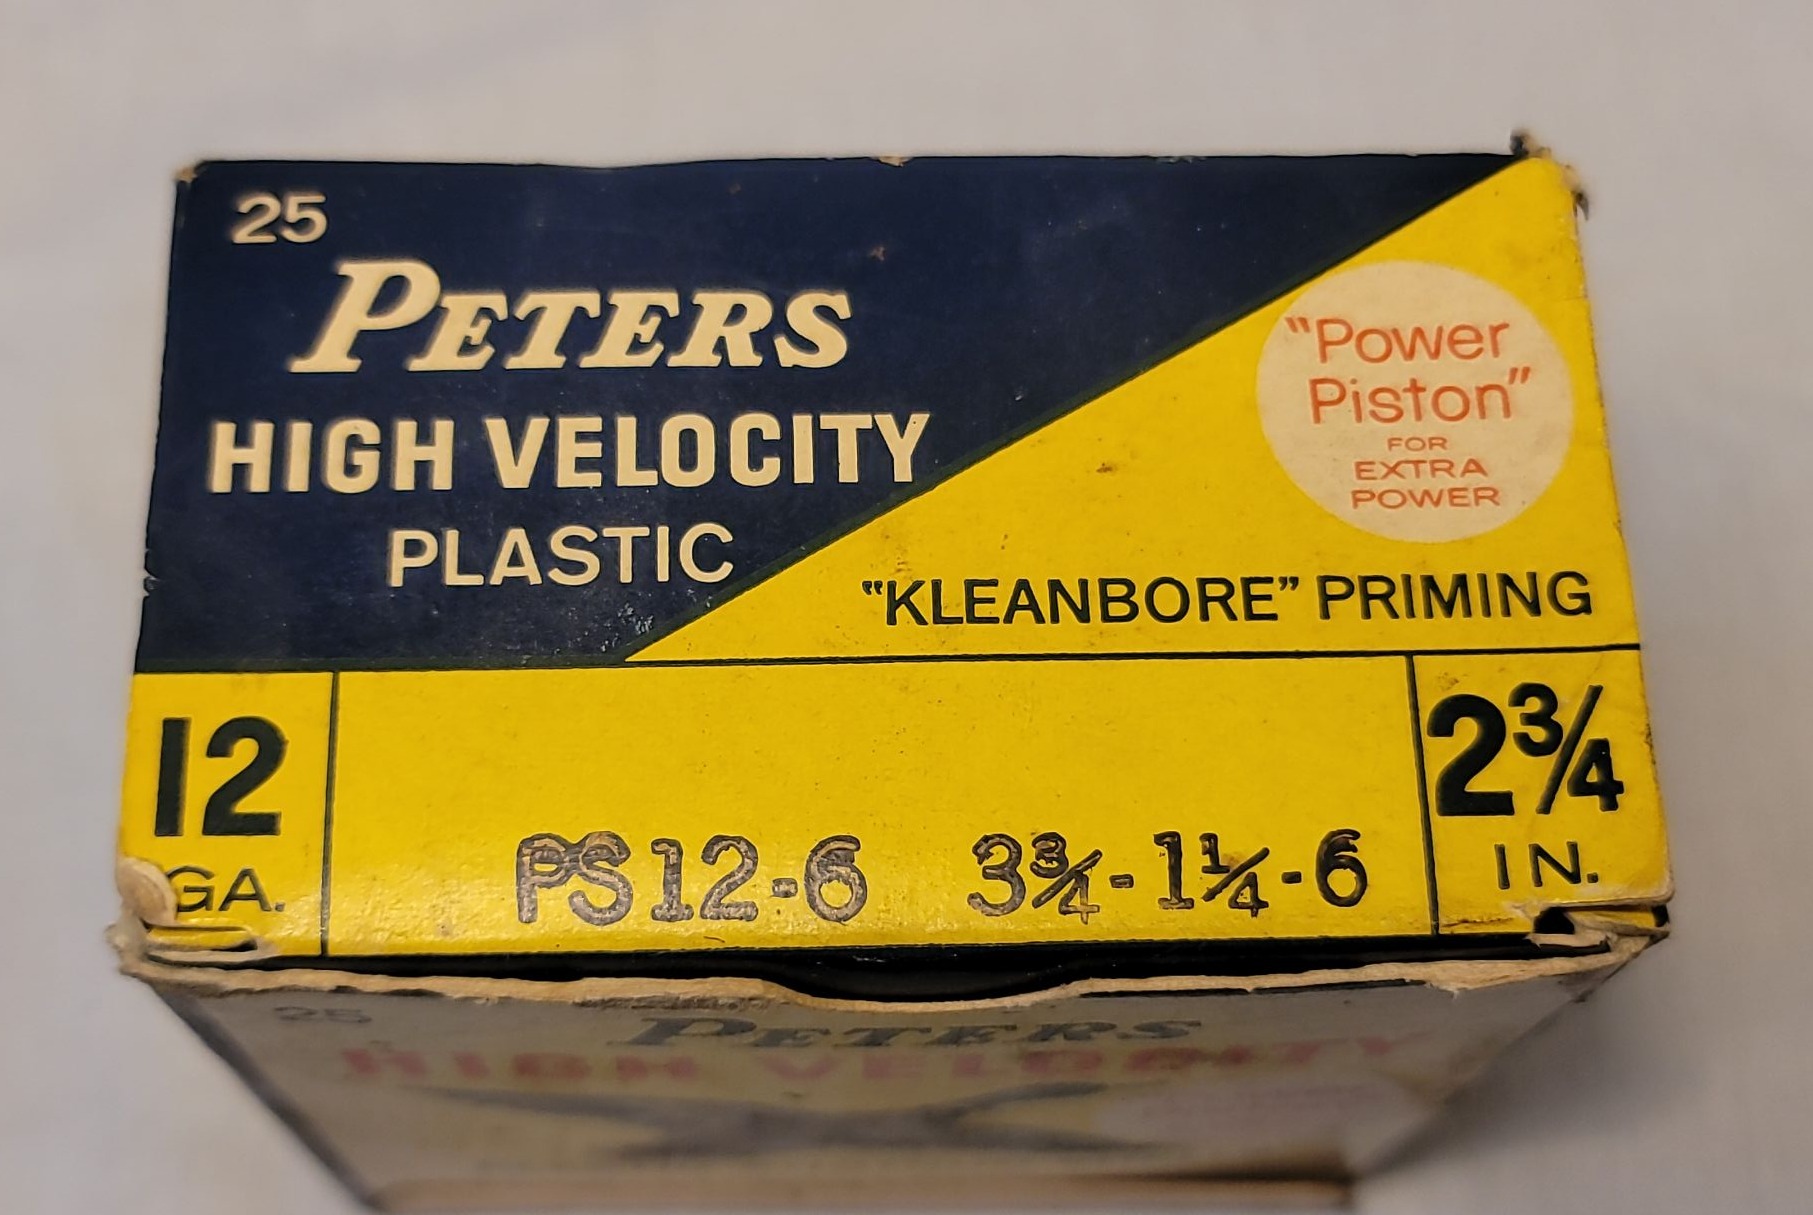 25
PETERS
HIGH VELOCITY
PLASTIC
"Power
Piston"
FOR
EXTRA
POWER
"KLEANBORE" PRIMING
12
GA.
PS12-6 3¾-1¼-6
2¾
IN.
25
PETERS
HIGH VELOCITY